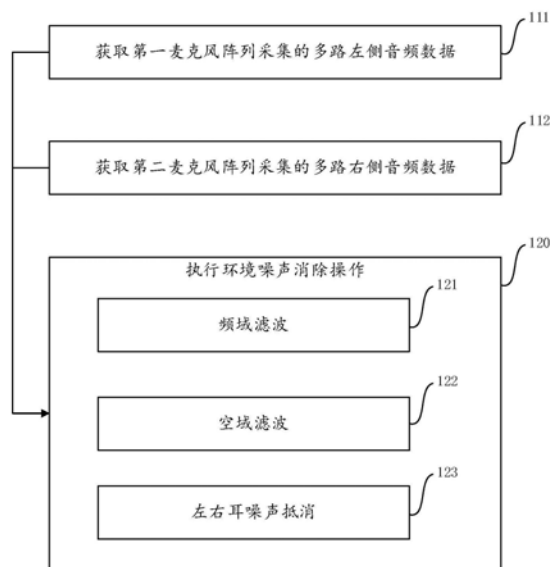 111
获取第一麦克风阵列采集的多路左侧音频数据
112
获取第二麦克风阵列采集的多路右侧音频数据
120
执行环境噪声消除操作
121
频域滤波
122
空域滤波
123
左右耳噪声抵消